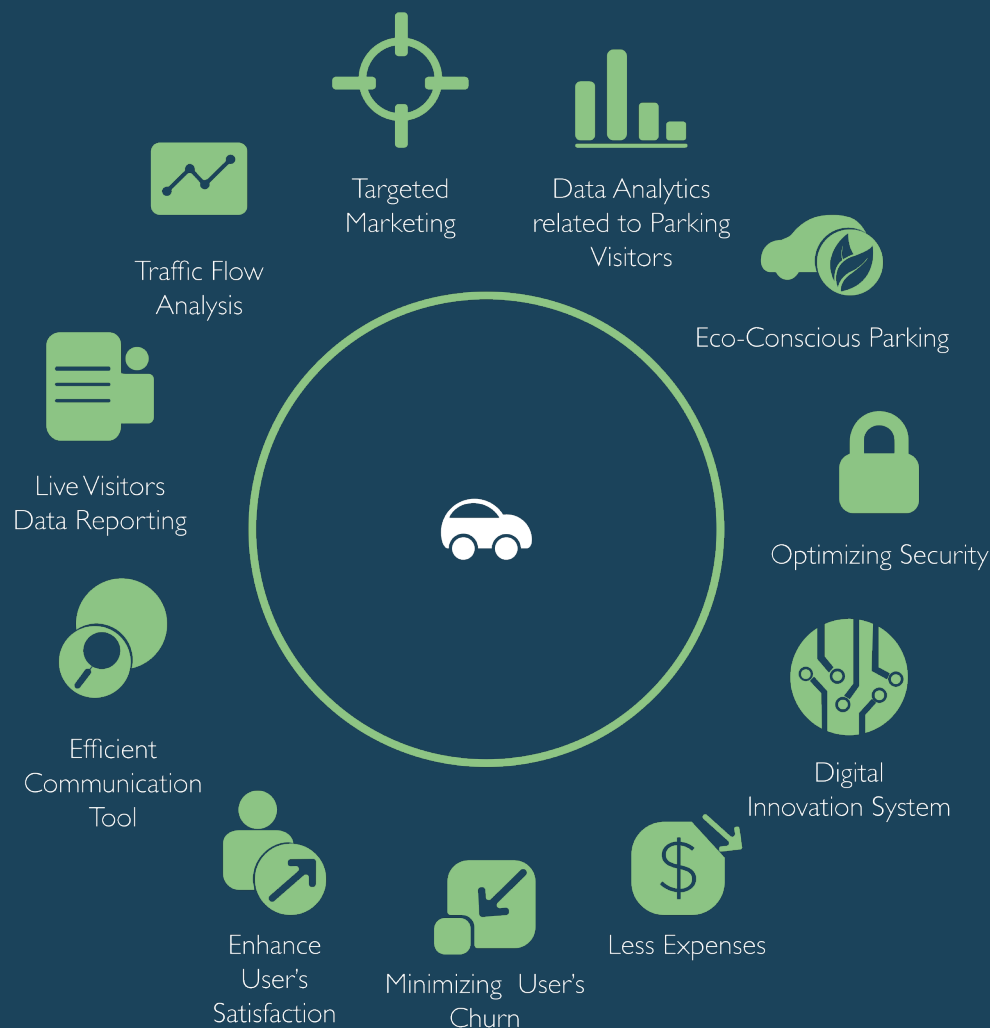 Targeted
Marketing
Data Analytics
related to Parking
Visitors
Traffic Flow
Analysis
Eco-Conscious Parking
Live Visitors
Data Reporting
Optimizing Security
Efficient
Communication
Tool
Digital
Innovation System
Enhance
User's
Satisfaction
Minimizing  User's
Churn
$
Less Expenses